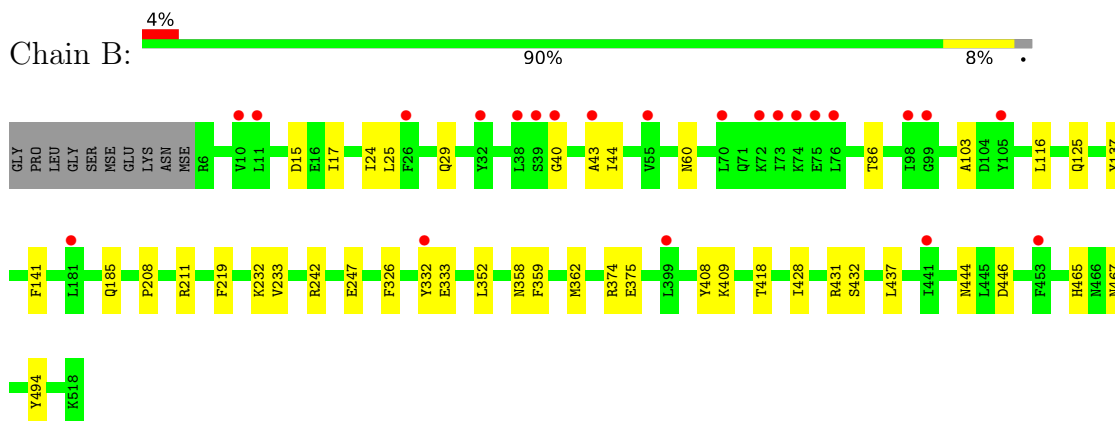 4%
Chain B:
90% 8% •
GLY PRO LEU GLY SER MSE GLU LYS ASN MSE R6 V10 L11 D15 E16 I17 I24 L25 F26 Q29 Y32 L38 S39 G40 A43 I44 V55 N60 L70 Q71 K72 I73 K74 E75 L76 T86 I98 G99 A103 D104 Y105 L116 Q125 Y137
F141 L181 Q185 P208 R211 F219 K232 V233 R242 E247 F326 Y332 E333 L352 N358 F359 M362 R374 E375 L399 Y408 K409 T418 I428 R431 S432 L437 I441 N444 L445 D446 F453 H465 N466 N467
Y494 K518